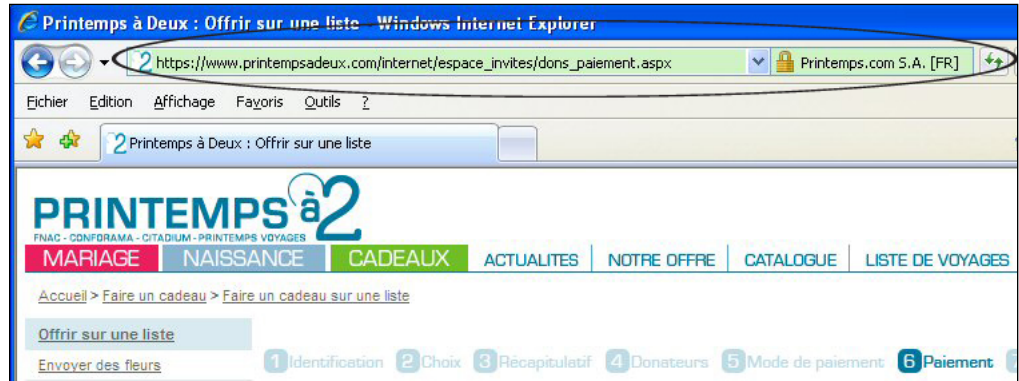 Printemps à Deux : Offrir sur une liste - Windows Internet Explorer
2 https://www.printempsadeux.com/internet/espace_invites/dons_paiement.aspx Printemps.com S.A. [FR]
Fichier Edition Affichage Favoris Outils ?
2 Printemps à Deux : Offrir sur une liste
PRINTEMPS à 2
FNAC - CONFORAMA - CITADIUM - PRINTEMPS VOYAGES
MARIAGE NAISSANCE CADEAUX ACTUALITES NOTRE OFFRE CATALOGUE LISTE DE VOYAGES
Accueil > Faire un cadeau > Faire un cadeau sur une liste
Offrir sur une liste
Envoyer des fleurs
1 Identification 2 Choix 3 Récapitulatif 4 Donateurs 5 Mode de paiement 6 Paiement